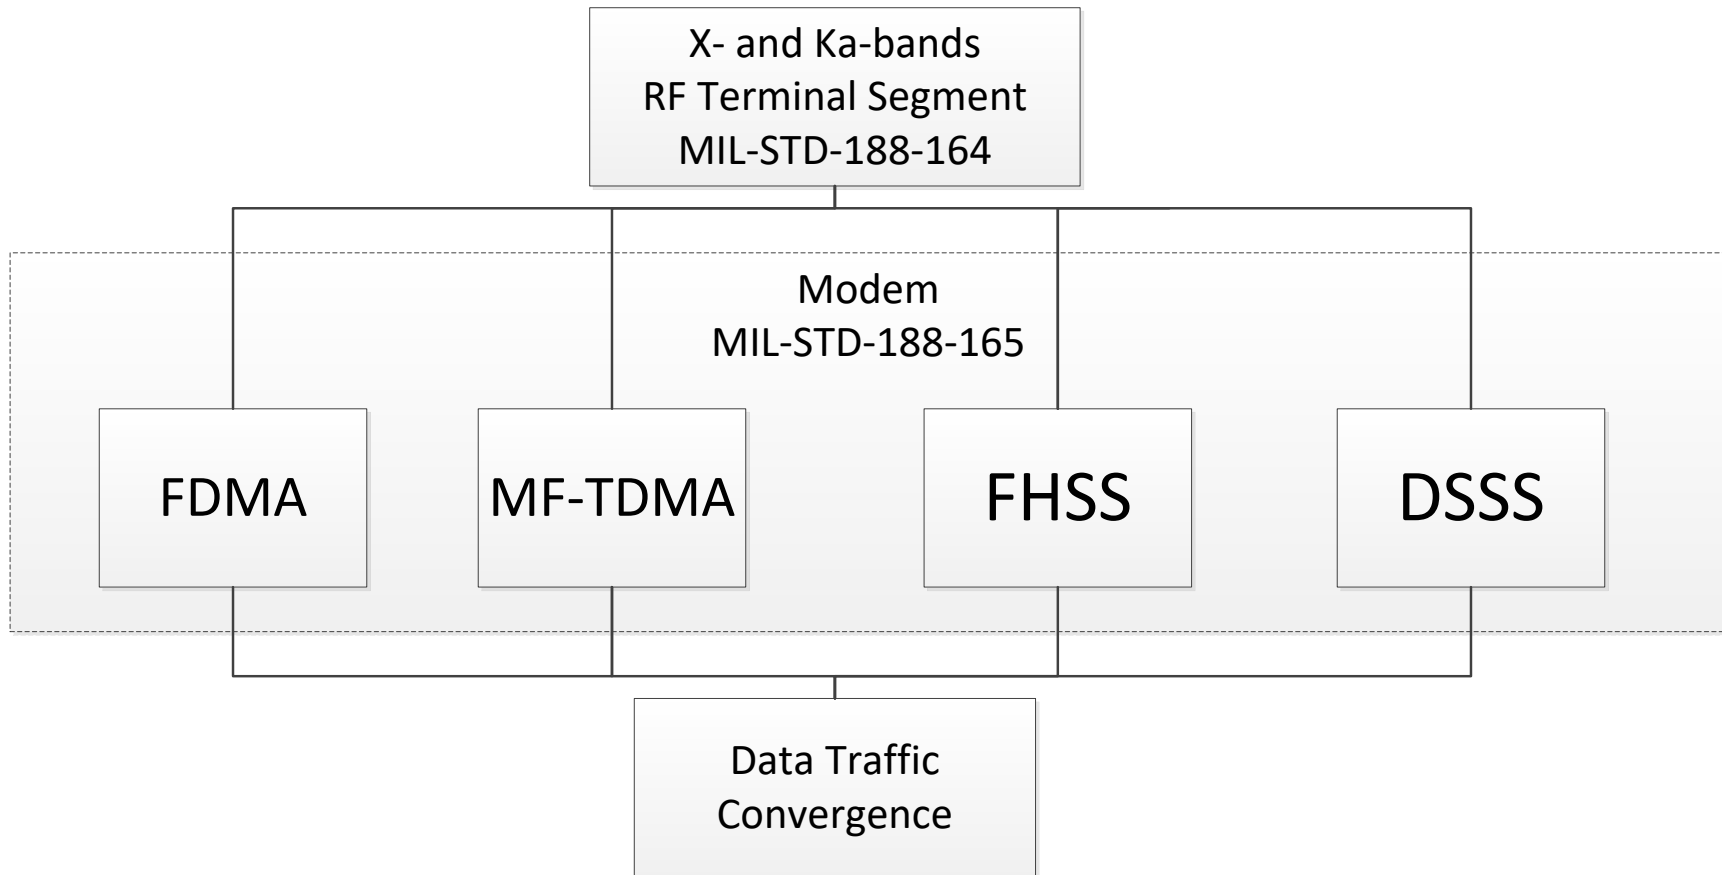 X- and Ka-bands
RF Terminal Segment
MIL-STD-188-164
Modem
MIL-STD-188-165
FDMA
MF-TDMA
FHSS
DSSS
Data Traffic
Convergence